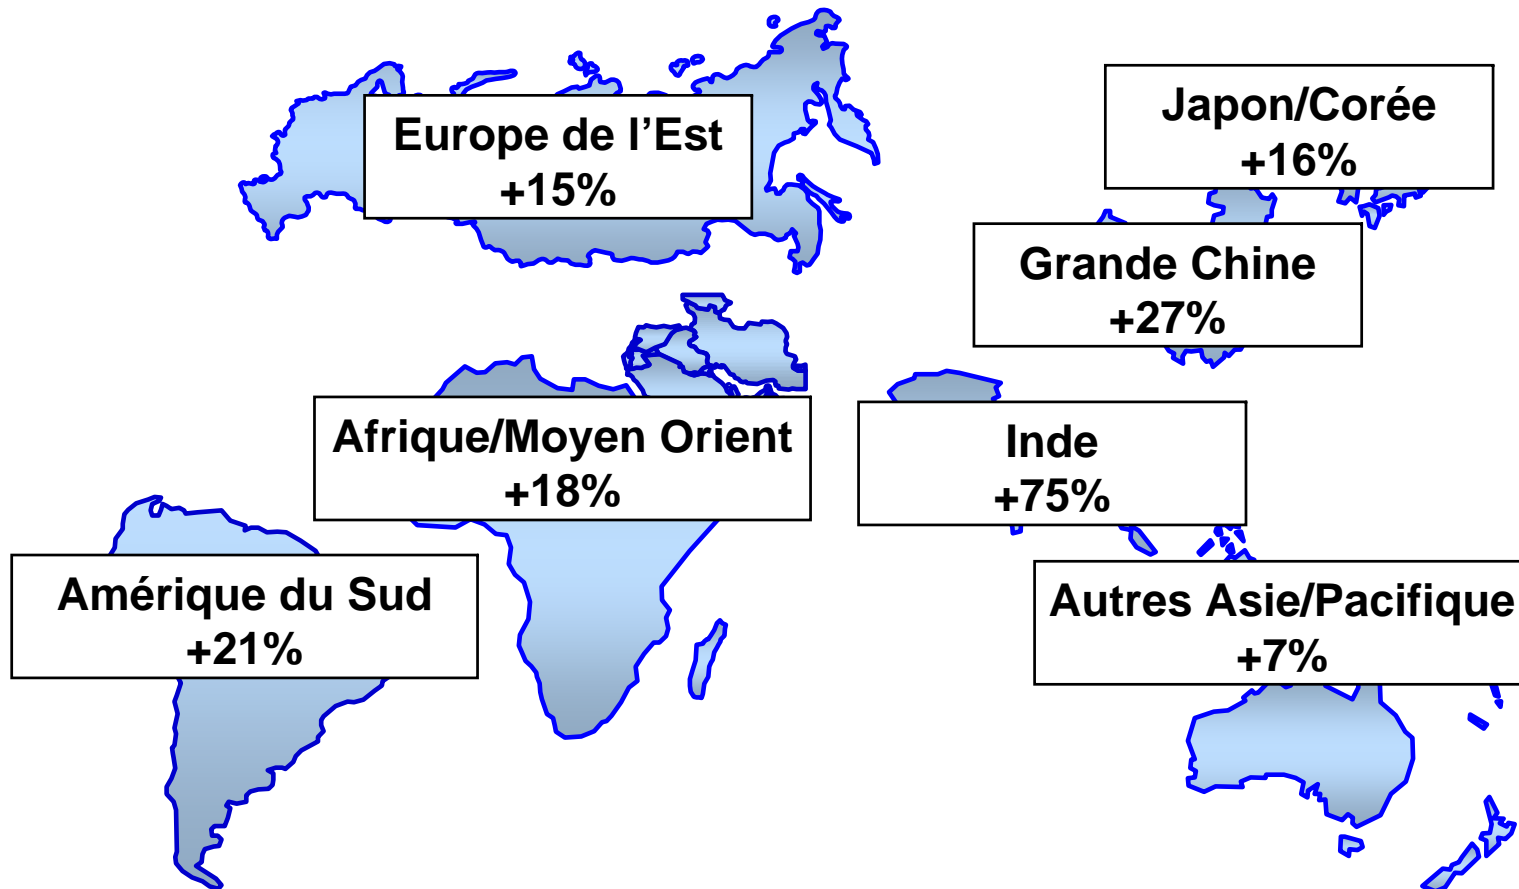 Europe de l’Est
+15%
Japon/Corée
+16%
Grande Chine
+27%
Afrique/Moyen Orient
+18%
Inde
+75%
Amérique du Sud
+21%
Autres Asie/Pacifique
+7%